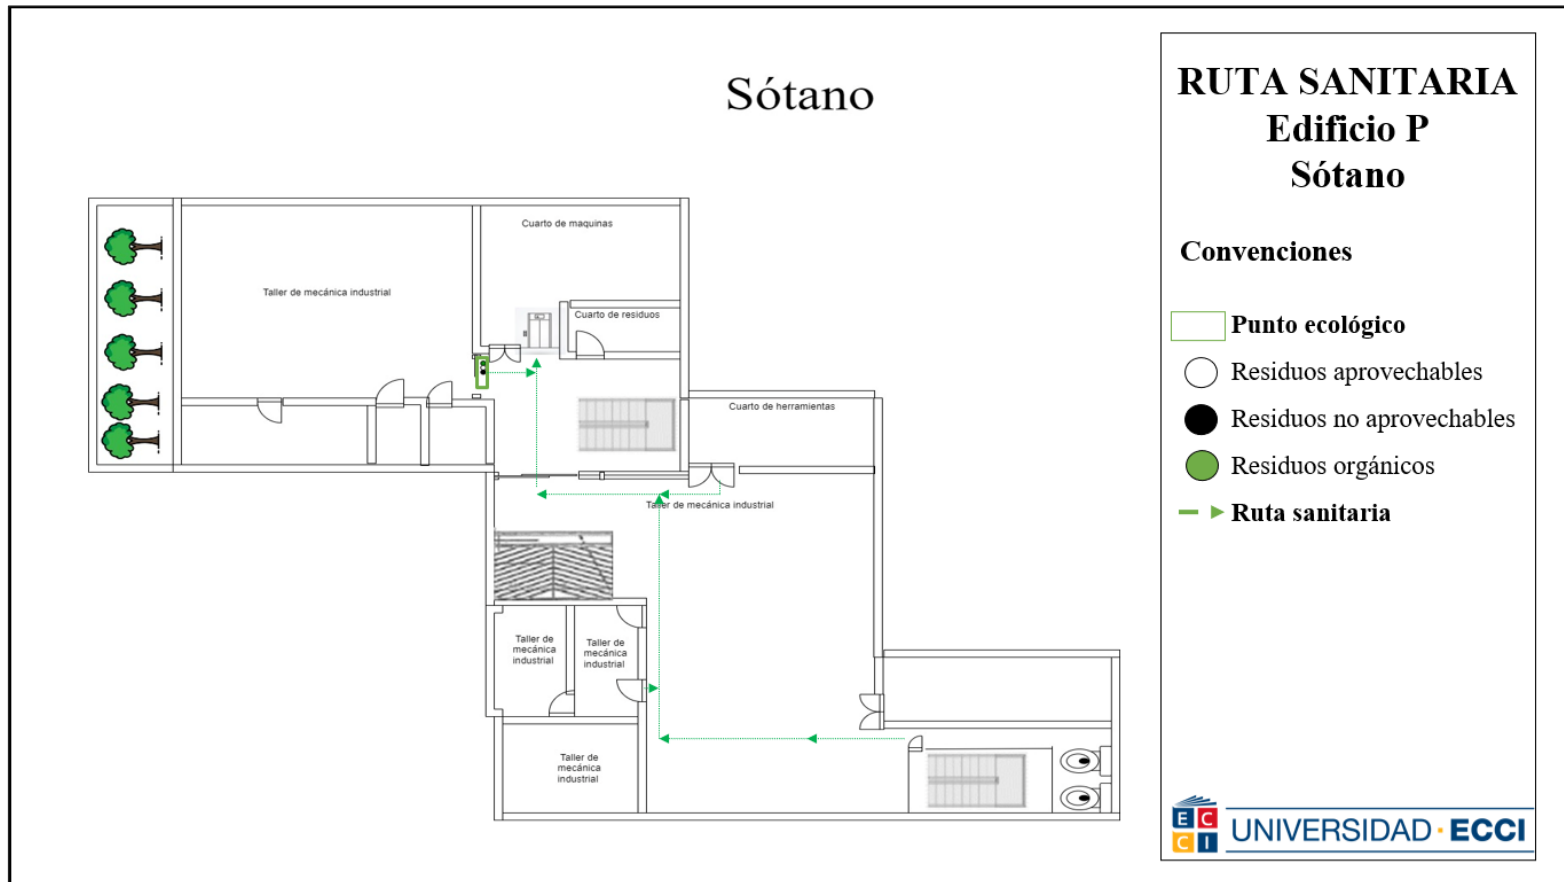 Sótano
Cuarto de maquinas
Taller de mecánica industrial
Cuarto de residuos
Cuarto de herramientas
Taller de mecánica industrial
Taller de
mecánica
industrial
Taller de
mecánica
industrial
Taller de
mecánica
industrial
RUTA SANITARIA
Edificio P
Sótano
Convenciones
Punto ecológico
Residuos aprovechables
Residuos no aprovechables
Residuos orgánicos
Ruta sanitaria
E C
C I
UNIVERSIDAD · ECCI